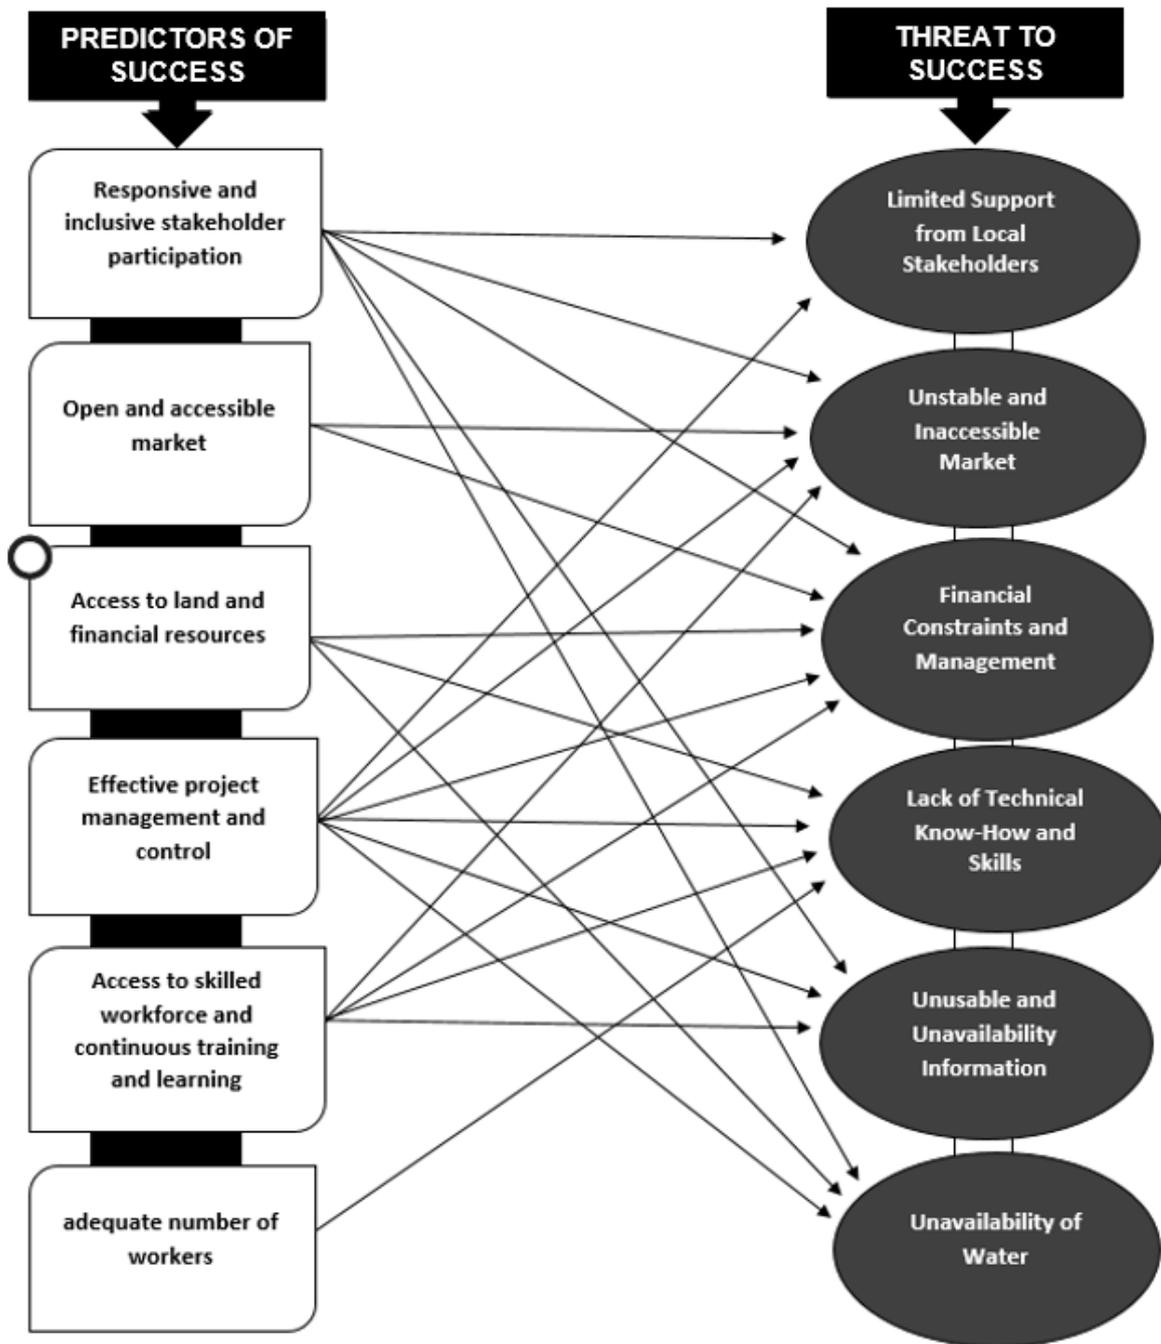 PREDICTORS OF
SUCCESS
Responsive and
inclusive stakeholder
participation
Open and accessible
market
Access to land and
financial resources
Effective project
management and
control
Access to skilled
workforce and
continuous training
and learning
adequate number of
workers
THREAT TO
SUCCESS
Limited Support
from Local
Stakeholders
Unstable and
Inaccessible
Market
Financial
Constraints and
Management
Lack of Technical
Know-How and
Skills
Unusable and
Unavailability
Information
Unavailability of
Water